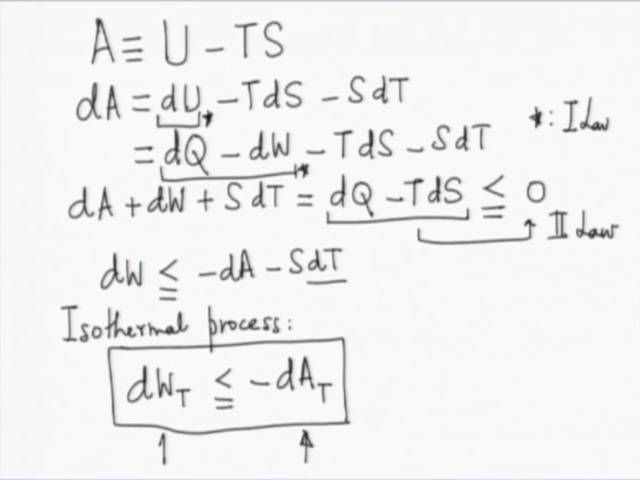 A ≡ U − TS
dA = dU* − TdS − SdT
*: I Law
= dQ − dW* − TdS − SdT
dA + dW + SdT = dQ − TdS ≦ 0
II Law
dW ≦ −dA − SdT
Isothermal process:
dW_T ≦ −dA_T